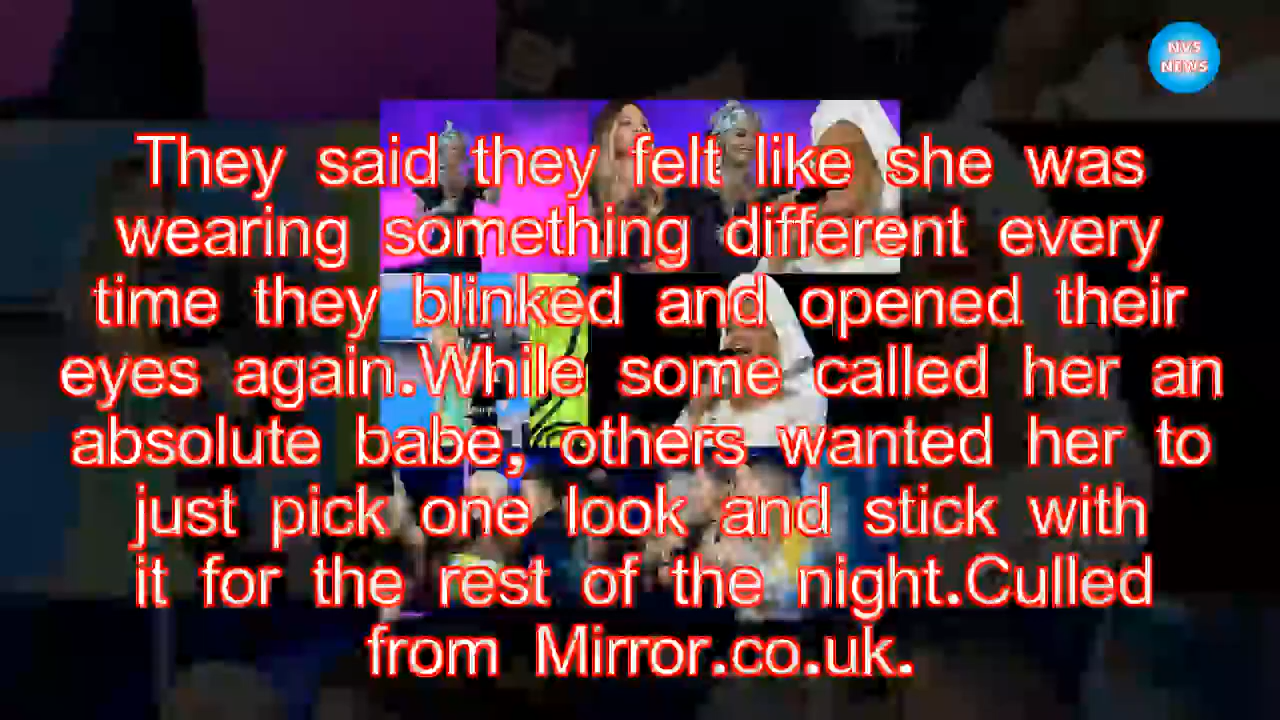 NVS
NEWS
They said they felt like she was
wearing something different every
time they blinked and opened their
eyes again.While some called her an
absolute babe, others wanted her to
just pick one look and stick with
it for the rest of the night.Culled
from Mirror.co.uk.